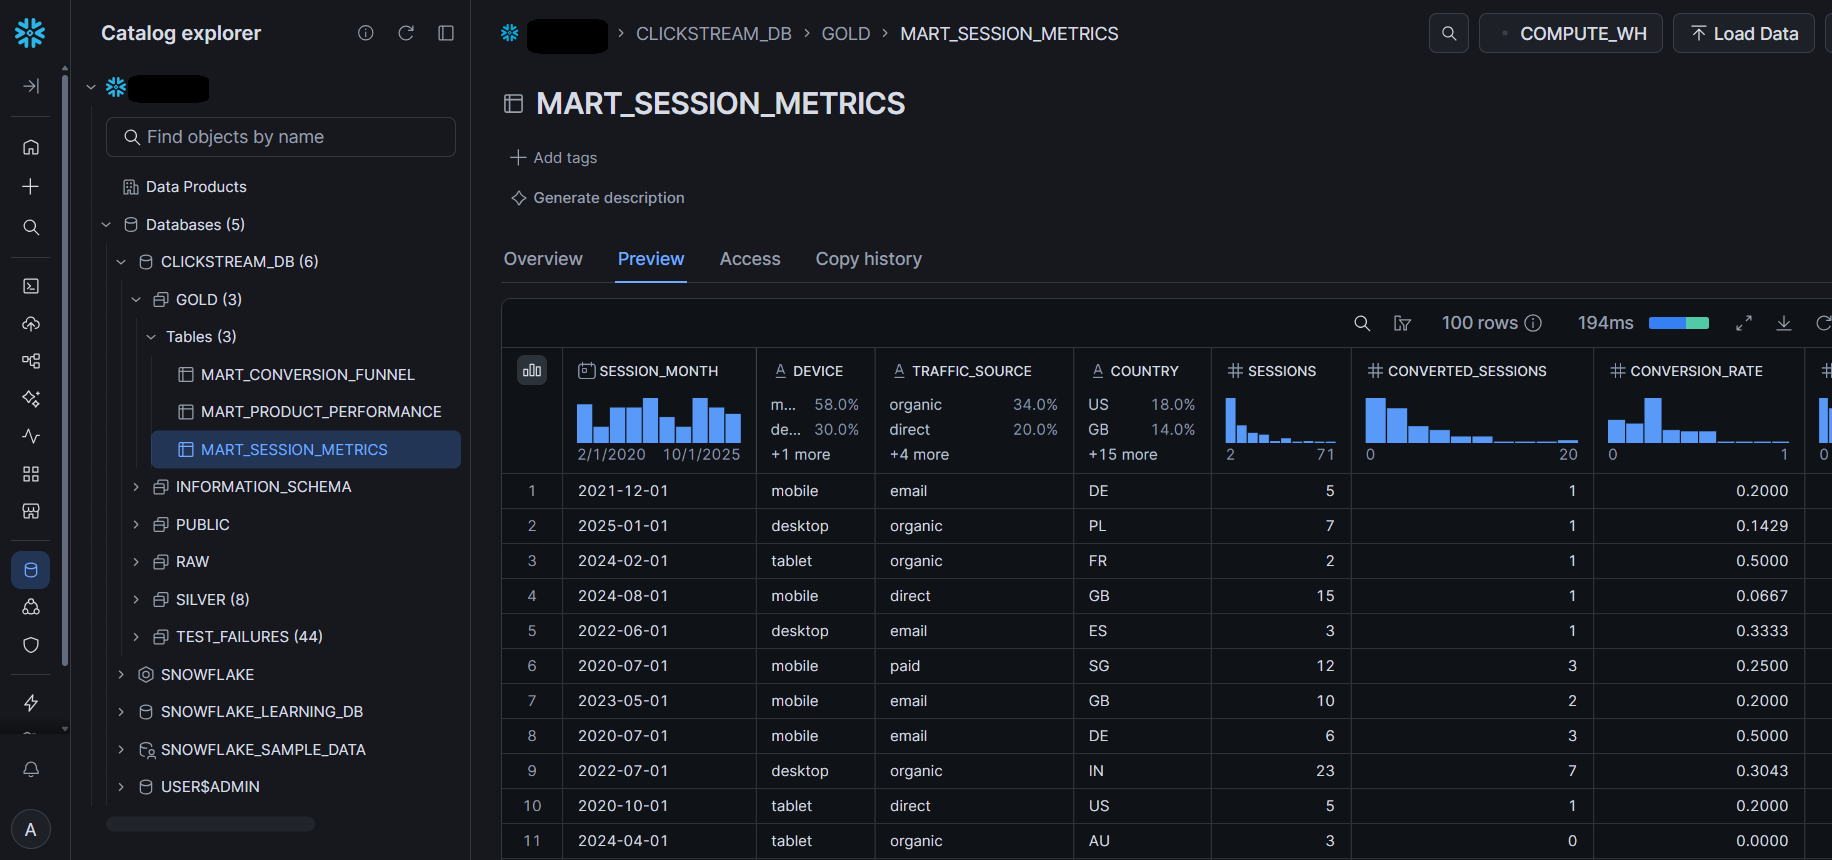 Catalog explorer
Find objects by name
Data Products
Databases (5)
CLICKSTREAM_DB (6)
GOLD (3)
Tables (3)
MART_CONVERSION_FUNNEL
MART_PRODUCT_PERFORMANCE
MART_SESSION_METRICS
INFORMATION_SCHEMA
PUBLIC
RAW
SILVER (8)
TEST_FAILURES (44)
SNOWFLAKE
SNOWFLAKE_LEARNING_DB
SNOWFLAKE_SAMPLE_DATA
USER$ADMIN
A
CLICKSTREAM_DB > GOLD > MART_SESSION_METRICS
COMPUTE_WH
Load Data
MART_SESSION_METRICS
Add tags
Generate description
Overview Preview Access Copy history
100 rows 194ms
SESSION_MONTH A DEVICE A TRAFFIC_SOURCE A COUNTRY # SESSIONS # CONVERTED_SESSIONS # CONVERSION_RATE #
m... 58.0% organic 34.0% US 18.0%
de... 30.0% direct 20.0% GB 14.0%
2/1/2020 10/1/2025 +1 more +4 more +15 more 2 71 0 20 0 1 0
1 2021-12-01 mobile email DE 5 1 0.2000
2 2025-01-01 desktop organic PL 7 1 0.1429
3 2024-02-01 tablet organic FR 2 1 0.5000
4 2024-08-01 mobile direct GB 15 1 0.0667
5 2022-06-01 desktop email ES 3 1 0.3333
6 2020-07-01 mobile paid SG 12 3 0.2500
7 2023-05-01 mobile email GB 10 2 0.2000
8 2020-07-01 mobile email DE 6 3 0.5000
9 2022-07-01 desktop organic IN 23 7 0.3043
10 2020-10-01 tablet direct US 5 1 0.2000
11 2024-04-01 tablet organic AU 3 0 0.0000